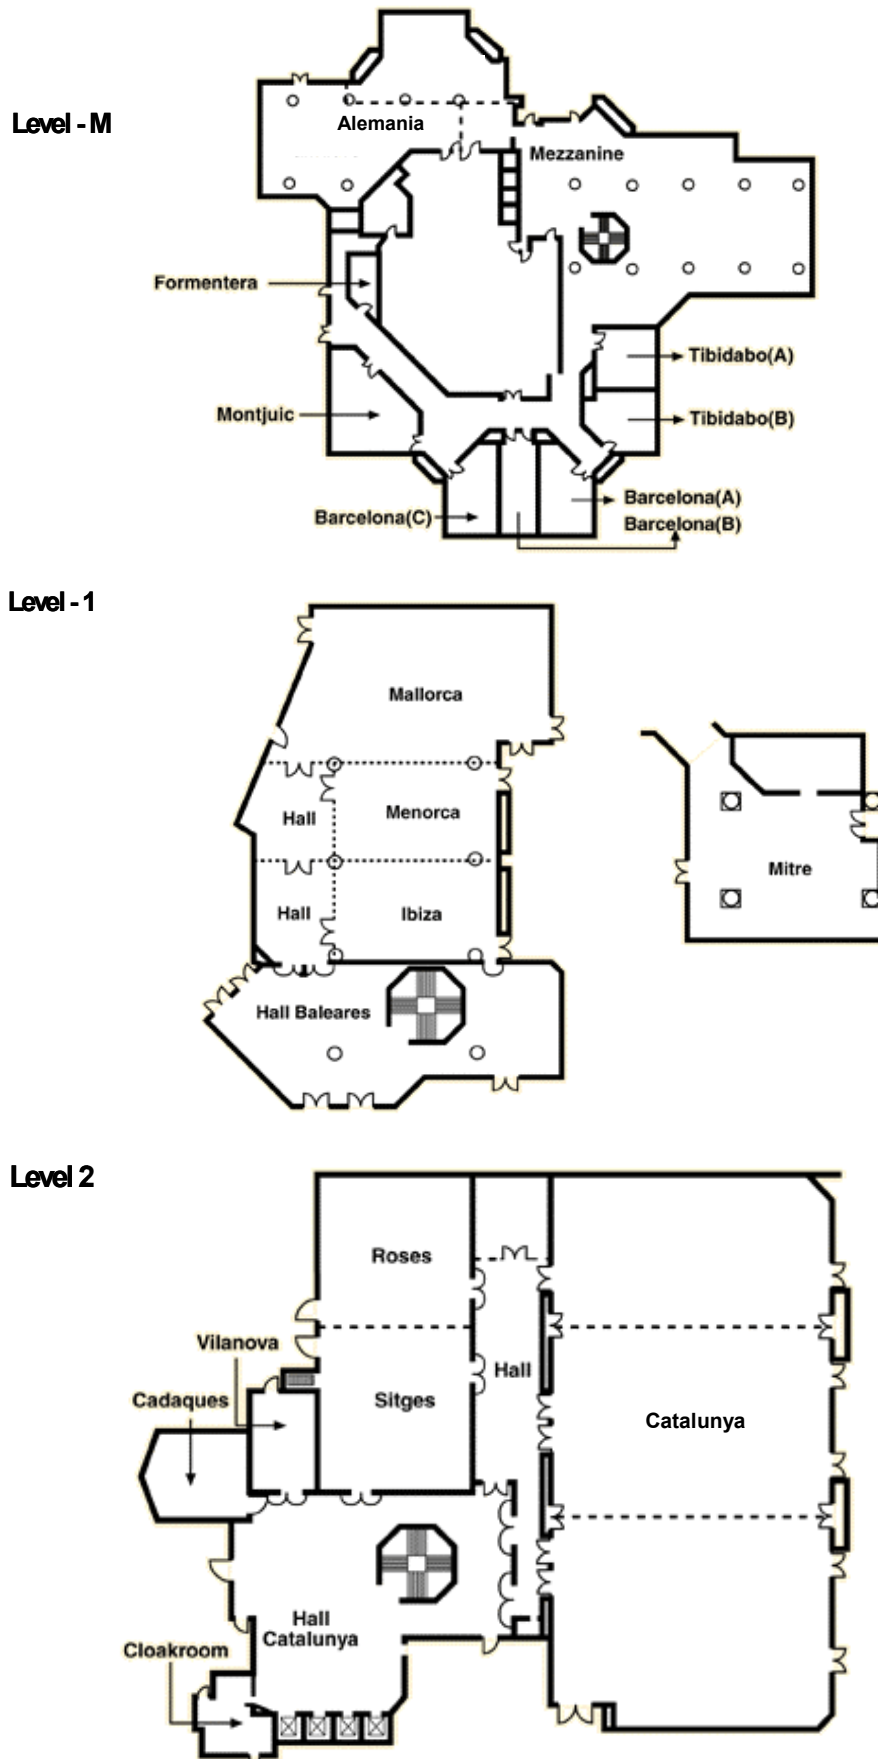 Level - M
Alemania
Mezzanine
Formentera
Tibidabo(A)
Montjuic
Tibidabo(B)
Barcelona(C)
Barcelona(A)
Barcelona(B)
Level - 1
Mallorca
Hall
Menorca
Mitre
Hall
Ibiza
Hall Baleares
Level 2
Roses
Vilanova
Hall
Cadaques
Sitges
Catalunya
Hall
Catalunya
Cloakroom